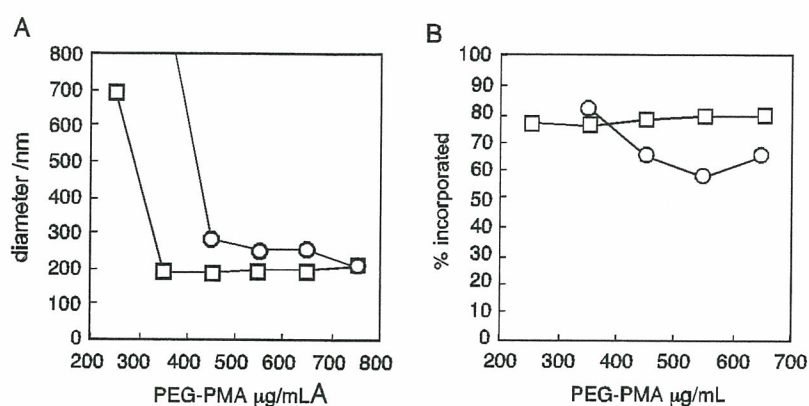 A
diameter /nm
800
700
600
500
400
300
200
100
0
200 300 400 500 600 700 800
PEG-PMA µg/mLA
B
% incorporated
100
90
80
70
60
50
40
30
20
10
0
200 300 400 500 600 700
PEG-PMA µg/mL